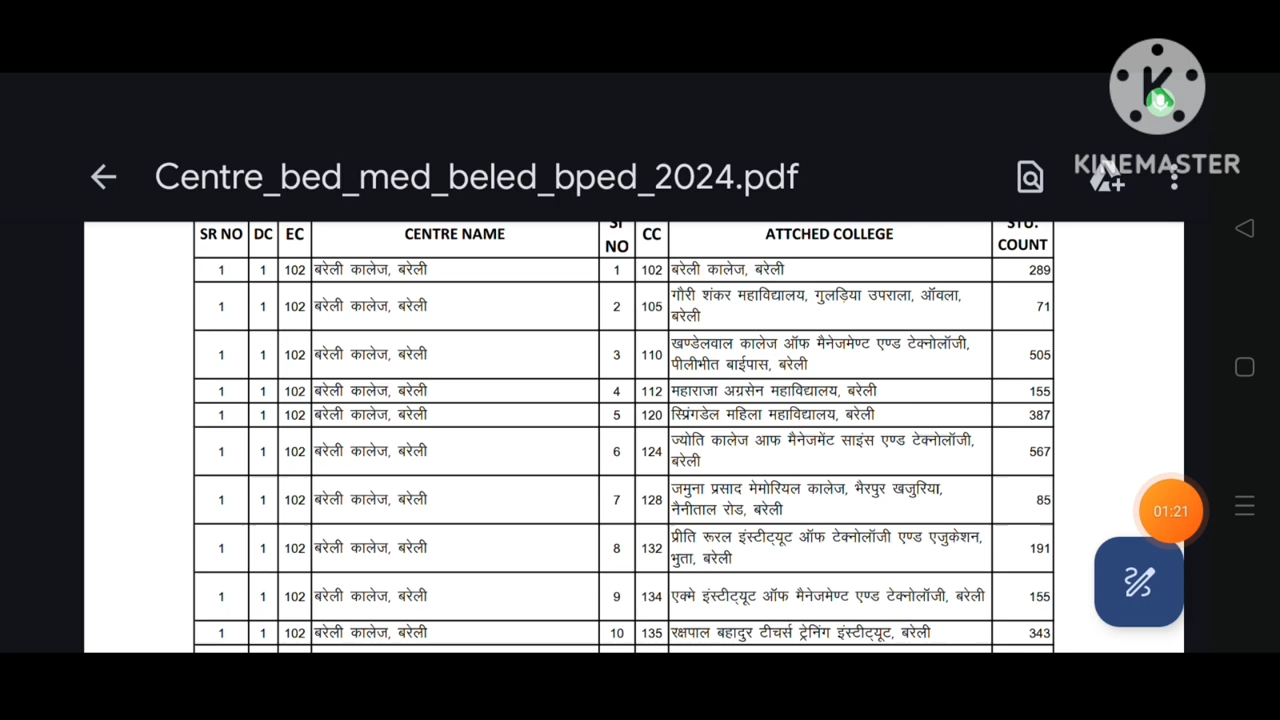 KINEMASTER
Centre_bed_med_beled_bped_2024.pdf
SR NO DC EC CENTRE NAME SI NO CC ATTCHED COLLEGE STU. COUNT
1 1 102 बरेली कालेज, बरेली 1 102 बरेली कालेज, बरेली 289
1 1 102 बरेली कालेज, बरेली 2 105 गौरी शंकर महाविद्यालय, गुलड़िया उपराला, ऑवला,
बरेली 71
1 1 102 बरेली कालेज, बरेली 3 110 खण्डेलवाल कालेज ऑफ मैनेजमेण्ट एण्ड टेक्नोलॉजी,
पीलीभीत बाईपास, बरेली 505
1 1 102 बरेली कालेज, बरेली 4 112 महाराजा अग्रसेन महाविद्यालय, बरेली 155
1 1 102 बरेली कालेज, बरेली 5 120 स्प्रिंगडेल महिला महाविद्यालय, बरेली 387
1 1 102 बरेली कालेज, बरेली 6 124 ज्योति कालेज आफ मैनेजमेंट साइंस एण्ड टेक्नोलॉजी,
बरेली 567
1 1 102 बरेली कालेज, बरेली 7 128 जमुना प्रसाद मेमोरियल कालेज, भैरपुर खजुरिया,
नैनीताल रोड, बरेली 85
1 1 102 बरेली कालेज, बरेली 8 132 प्रीति रूरल इंस्टीट्यूट ऑफ टेक्नोलॉजी एण्ड एजुकेशन,
भुता, बरेली 191
1 1 102 बरेली कालेज, बरेली 9 134 एक्मे इंस्टीट्यूट ऑफ मैनेजमेण्ट एण्ड टेक्नोलॉजी, बरेली 155
1 1 102 बरेली कालेज, बरेली 10 135 रक्षपाल बहादुर टीचर्स ट्रेनिंग इंस्टीट्यूट, बरेली 343
01:21